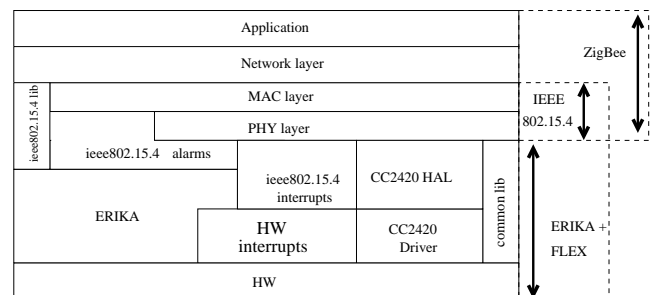 Application
Network layer
ZigBee
ieee802.15.4 lib
MAC layer
IEEE
802.15.4
PHY layer
ieee802.15.4 alarms
ieee802.15.4
interrupts
CC2420 HAL
common lib
ERIKA
HW
interrupts
CC2420
Driver
ERIKA +
FLEX
HW